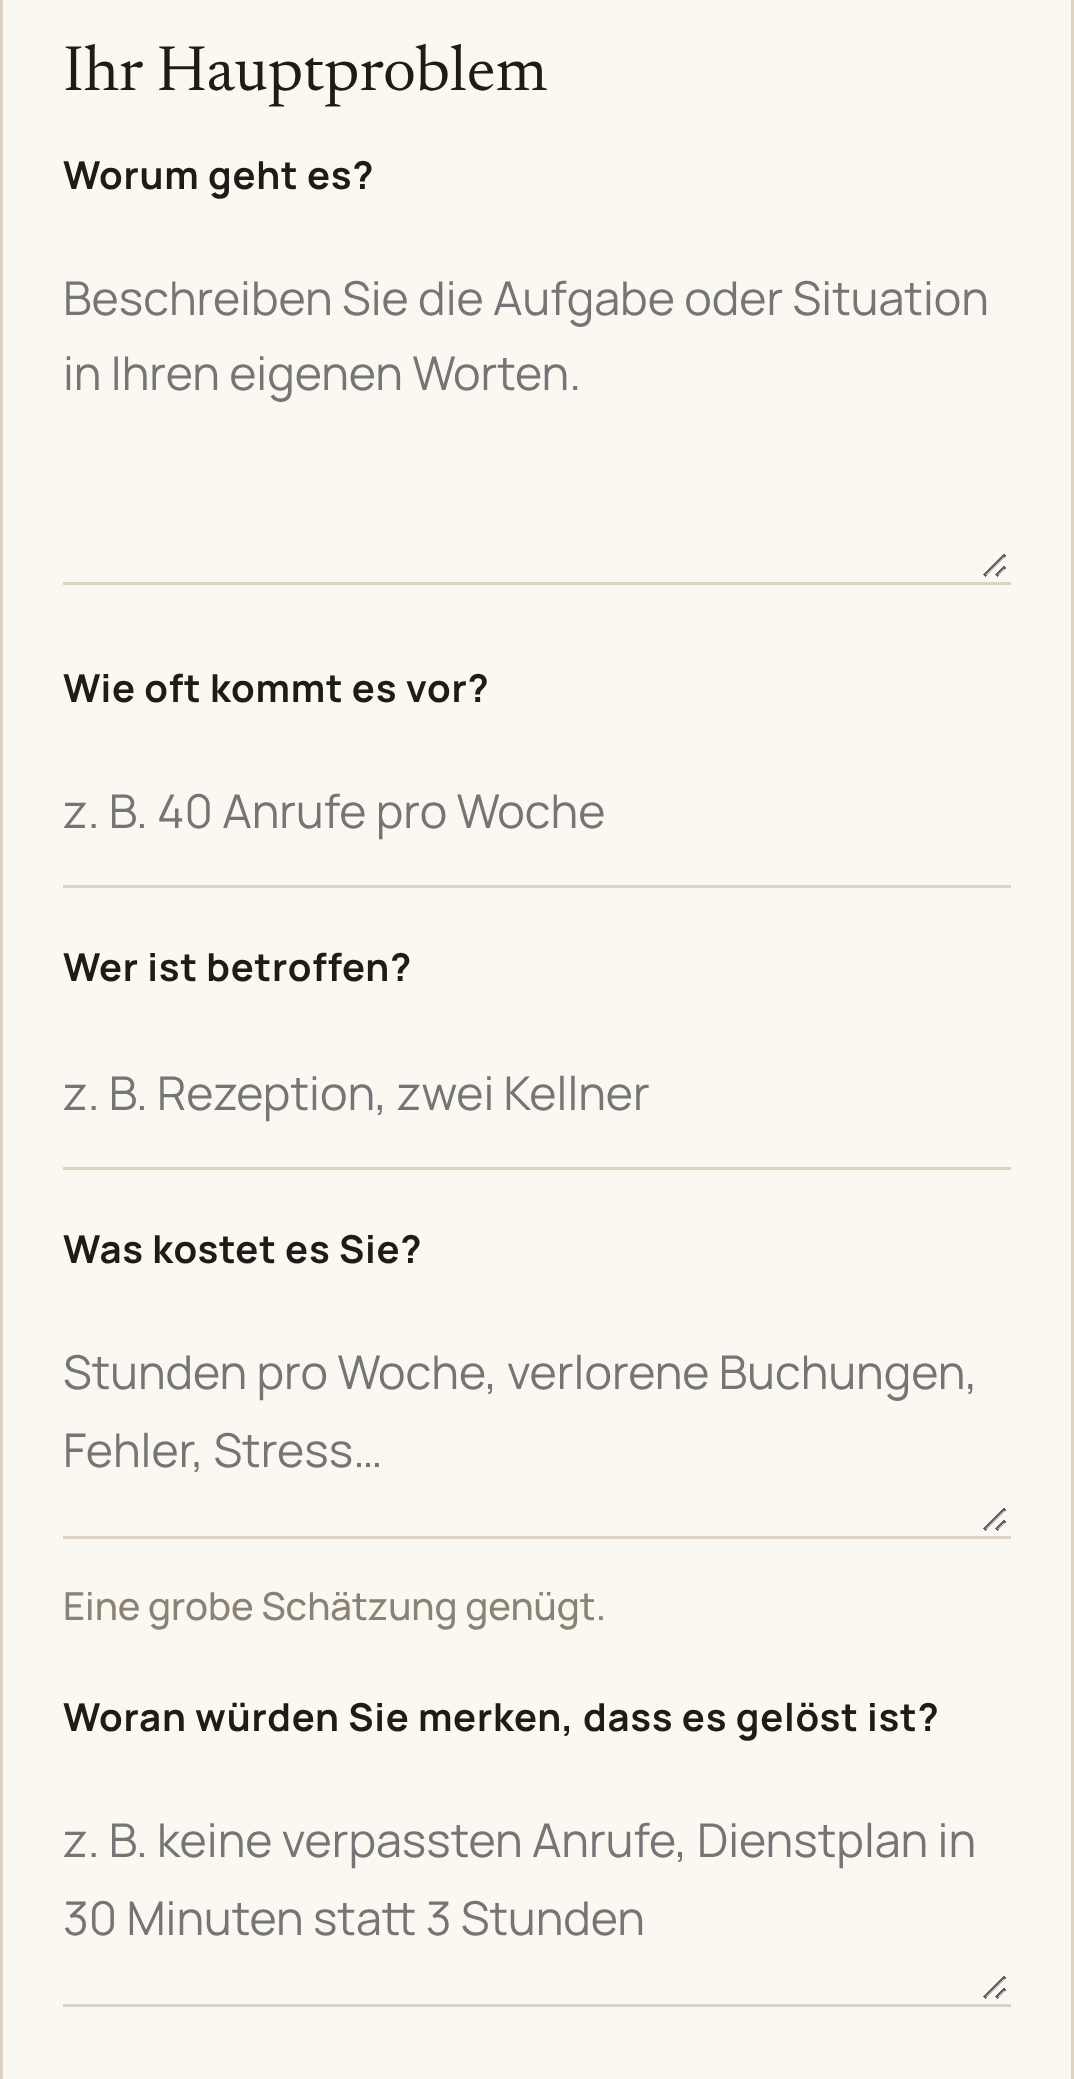 Ihr Hauptproblem
Worum geht es?
Beschreiben Sie die Aufgabe oder Situation
in Ihren eigenen Worten.
Wie oft kommt es vor?
z. B. 40 Anrufe pro Woche
Wer ist betroffen?
z. B. Rezeption, zwei Kellner
Was kostet es Sie?
Stunden pro Woche, verlorene Buchungen,
Fehler, Stress…
Eine grobe Schätzung genügt.
Woran würden Sie merken, dass es gelöst ist?
z. B. keine verpassten Anrufe, Dienstplan in
30 Minuten statt 3 Stunden